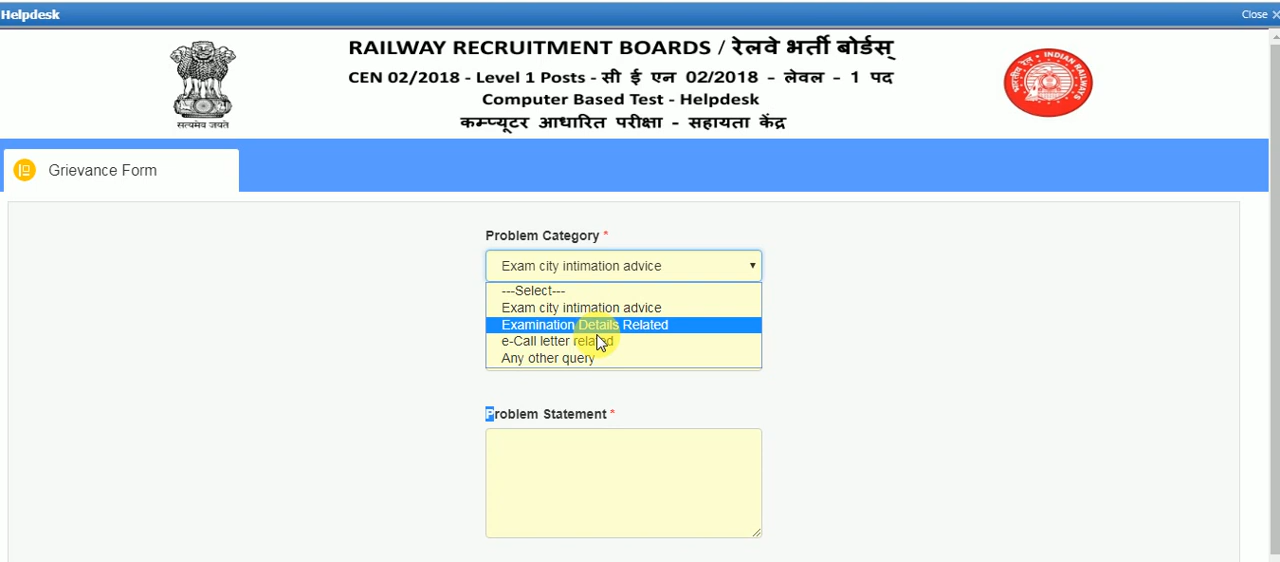 Helpdesk
Close X
RAILWAY RECRUITMENT BOARDS / रेलवे भर्ती बोर्डस्
CEN 02/2018 - Level 1 Posts - सी ई एन 02/2018 - लेवल - 1 पद
Computer Based Test - Helpdesk
कम्प्यूटर आधारित परीक्षा - सहायता केंद्र
सत्यमेव जयते
Grievance Form
Problem Category *
Exam city intimation advice
---Select---
Exam city intimation advice
Examination Details Related
e-Call letter related
Any other query
Problem Statement *